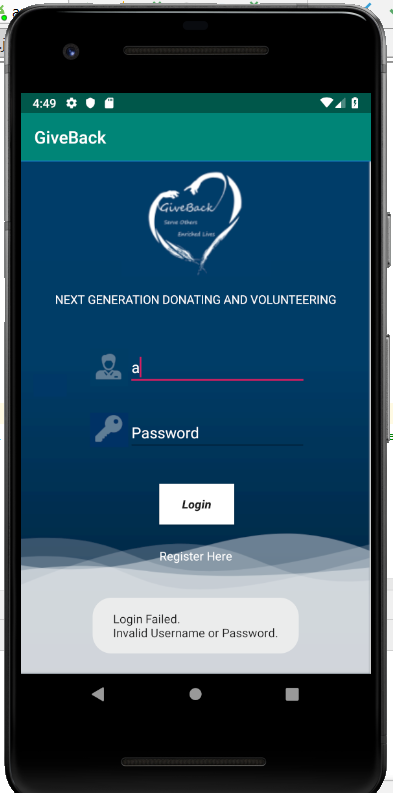 4:49
GiveBack
GiveBack
Serve Others
Enriched Lives
NEXT GENERATION DONATING AND VOLUNTEERING
a
Password
Login
Register Here
Login Failed.
Invalid Username or Password.